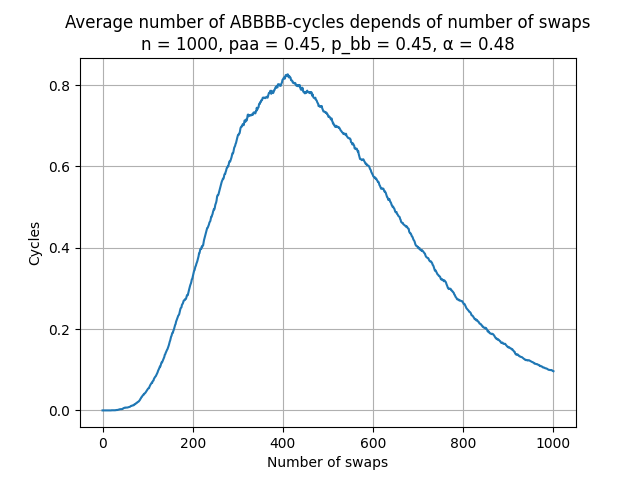 Average number of ABBBB-cycles depends of number of swaps
n = 1000, paa = 0.45, p_bb = 0.45, α = 0.48
0.8
0.6
0.4
0.2
0.0
Cycles
0 200 400 600 800 1000
Number of swaps